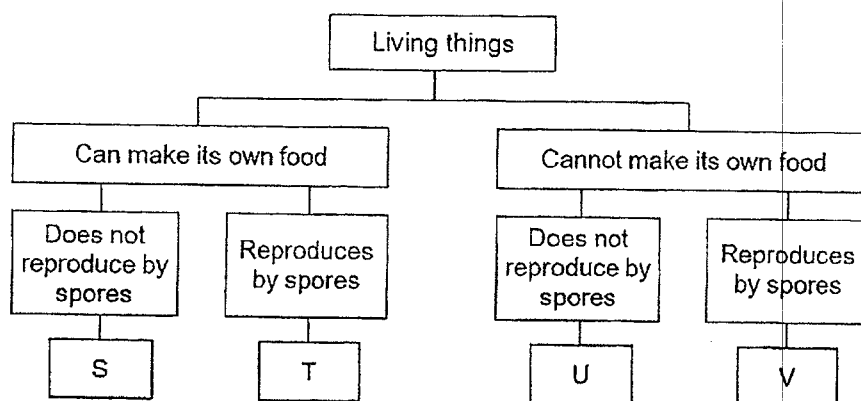 Living things
Can make its own food
Cannot make its own food
Does not
reproduce by
spores
Reproduces
by spores
Does not
reproduce by
spores
Reproduces
by spores
S
T
U
V